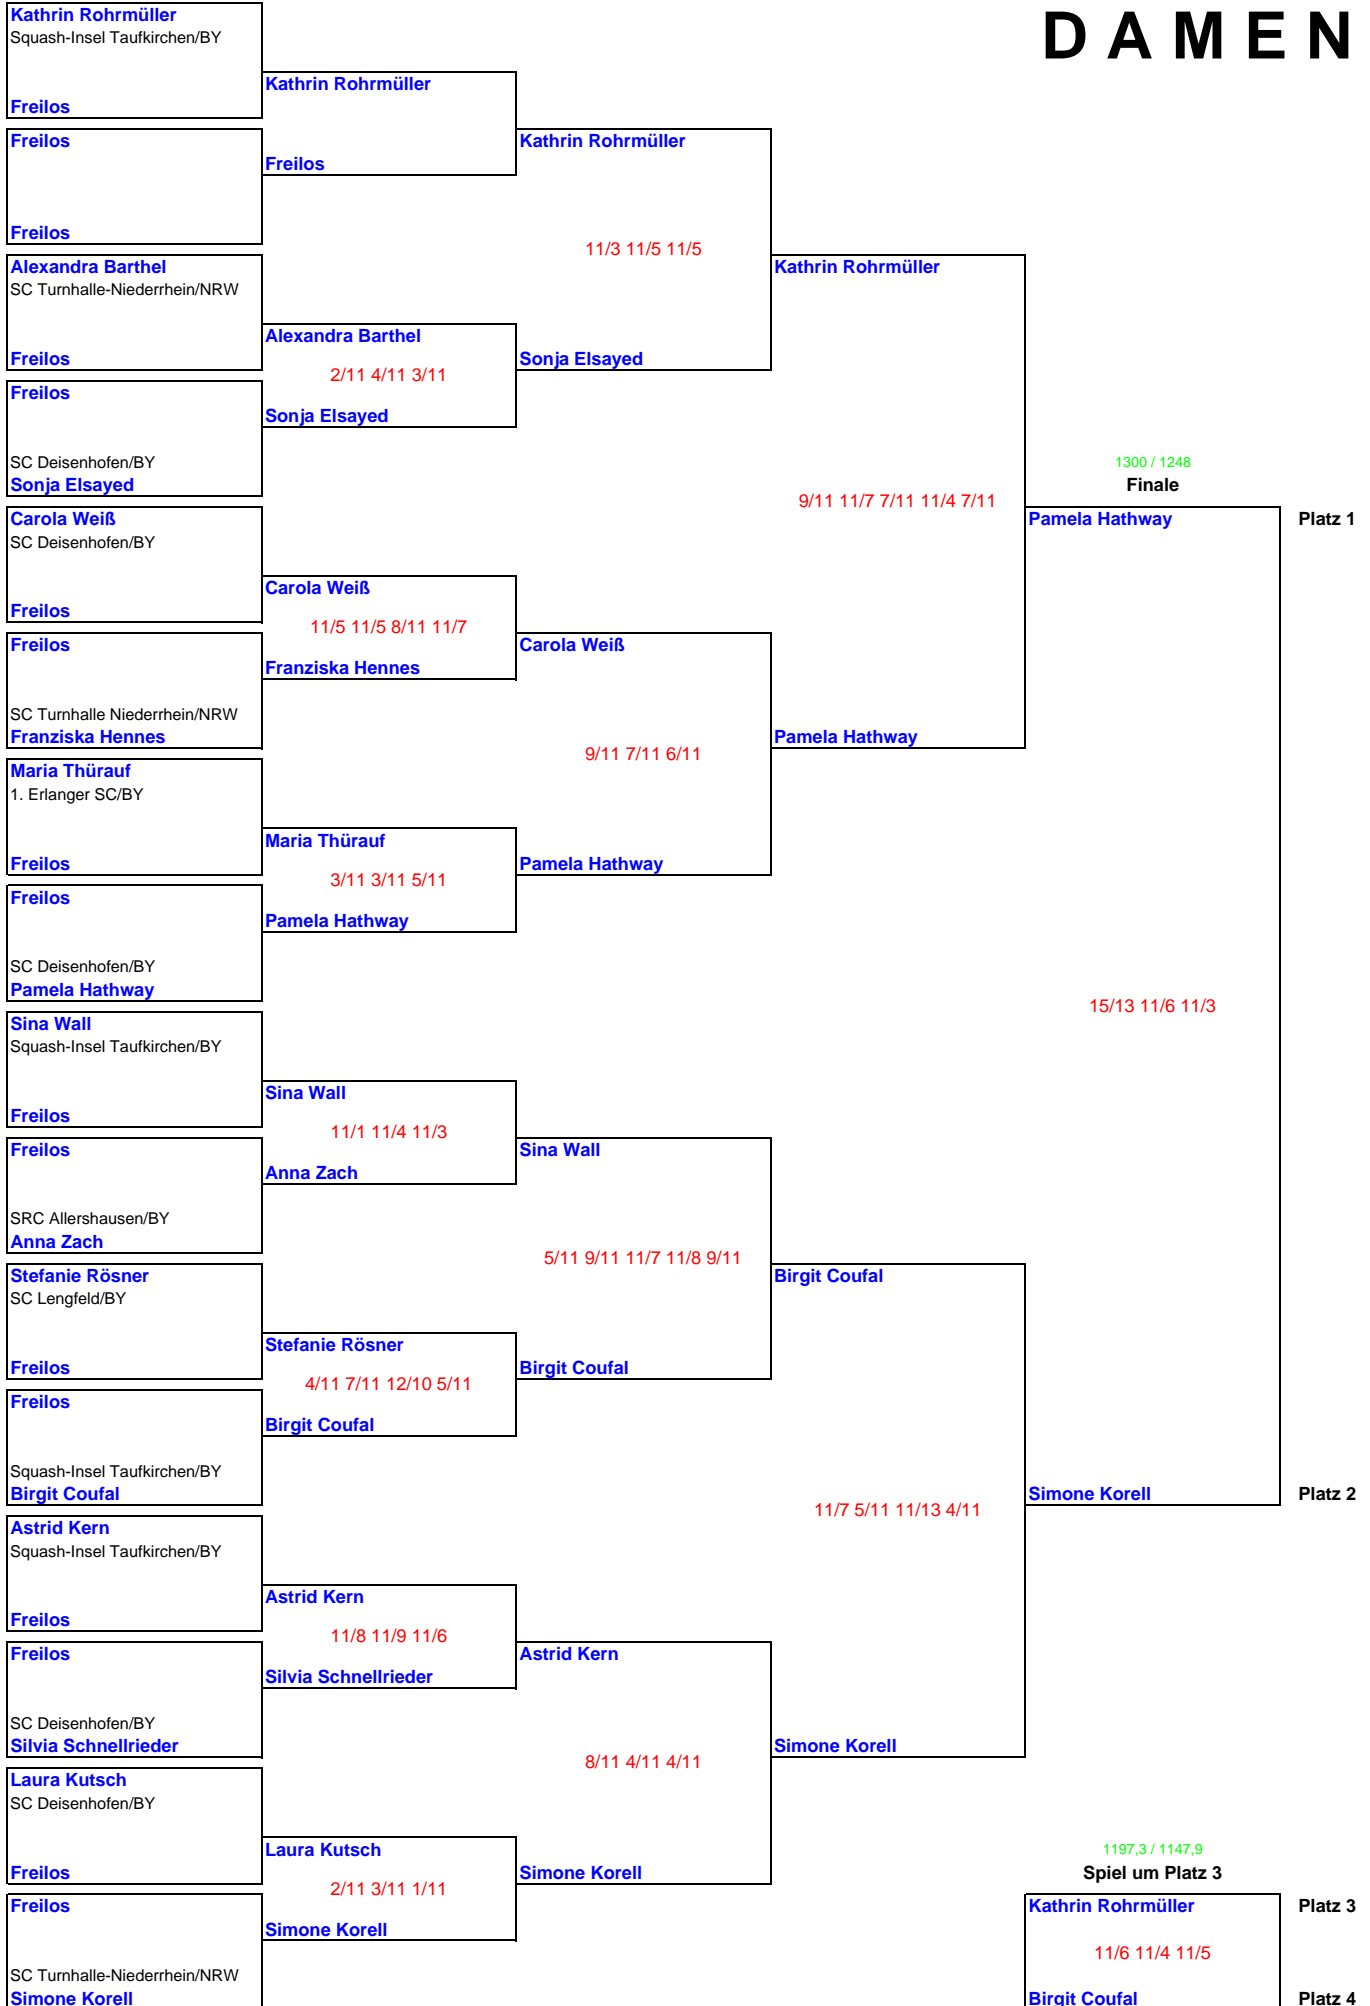 DAMEN
Kathrin Rohrmüller
Squash-Insel Taufkirchen/BY
Kathrin Rohrmüller
Freilos
Freilos
Kathrin Rohrmüller
Freilos
Freilos
11/3 11/5 11/5
Alexandra Barthel
Kathrin Rohrmüller
SC Turnhalle-Niederrhein/NRW
Alexandra Barthel
Freilos
Sonja Elsayed
2/11 4/11 3/11
Freilos
Sonja Elsayed
SC Deisenhofen/BY
1300 / 1248
Sonja Elsayed
Finale
9/11 11/7 7/11 11/4 7/11
Carola Weiß
Pamela Hathway
Platz 1
SC Deisenhofen/BY
Carola Weiß
Freilos
11/5 11/5 8/11 11/7
Freilos
Carola Weiß
Franziska Hennes
SC Turnhalle Niederrhein/NRW
Franziska Hennes
Pamela Hathway
9/11 7/11 6/11
Maria Thürauf
1. Erlanger SC/BY
Maria Thürauf
Freilos
Pamela Hathway
3/11 3/11 5/11
Freilos
Pamela Hathway
SC Deisenhofen/BY
Pamela Hathway
15/13 11/6 11/3
Sina Wall
Squash-Insel Taufkirchen/BY
Sina Wall
Freilos
11/1 11/4 11/3
Freilos
Sina Wall
Anna Zach
SRC Allershausen/BY
Anna Zach
5/11 9/11 11/7 11/8 9/11
Stefanie Rösner
Birgit Coufal
SC Lengfeld/BY
Stefanie Rösner
Freilos
Birgit Coufal
4/11 7/11 12/10 5/11
Freilos
Birgit Coufal
Squash-Insel Taufkirchen/BY
Birgit Coufal
Simone Korell
Platz 2
11/7 5/11 11/13 4/11
Astrid Kern
Squash-Insel Taufkirchen/BY
Astrid Kern
Freilos
11/8 11/9 11/6
Freilos
Astrid Kern
Silvia Schnellrieder
SC Deisenhofen/BY
Silvia Schnellrieder
Simone Korell
8/11 4/11 4/11
Laura Kutsch
SC Deisenhofen/BY
Laura Kutsch
1197,3 / 1147,9
Freilos
Simone Korell
Spiel um Platz 3
2/11 3/11 1/11
Freilos
Kathrin Rohrmüller
Platz 3
Simone Korell
11/6 11/4 11/5
SC Turnhalle-Niederrhein/NRW
Simone Korell
Birgit Coufal
Platz 4